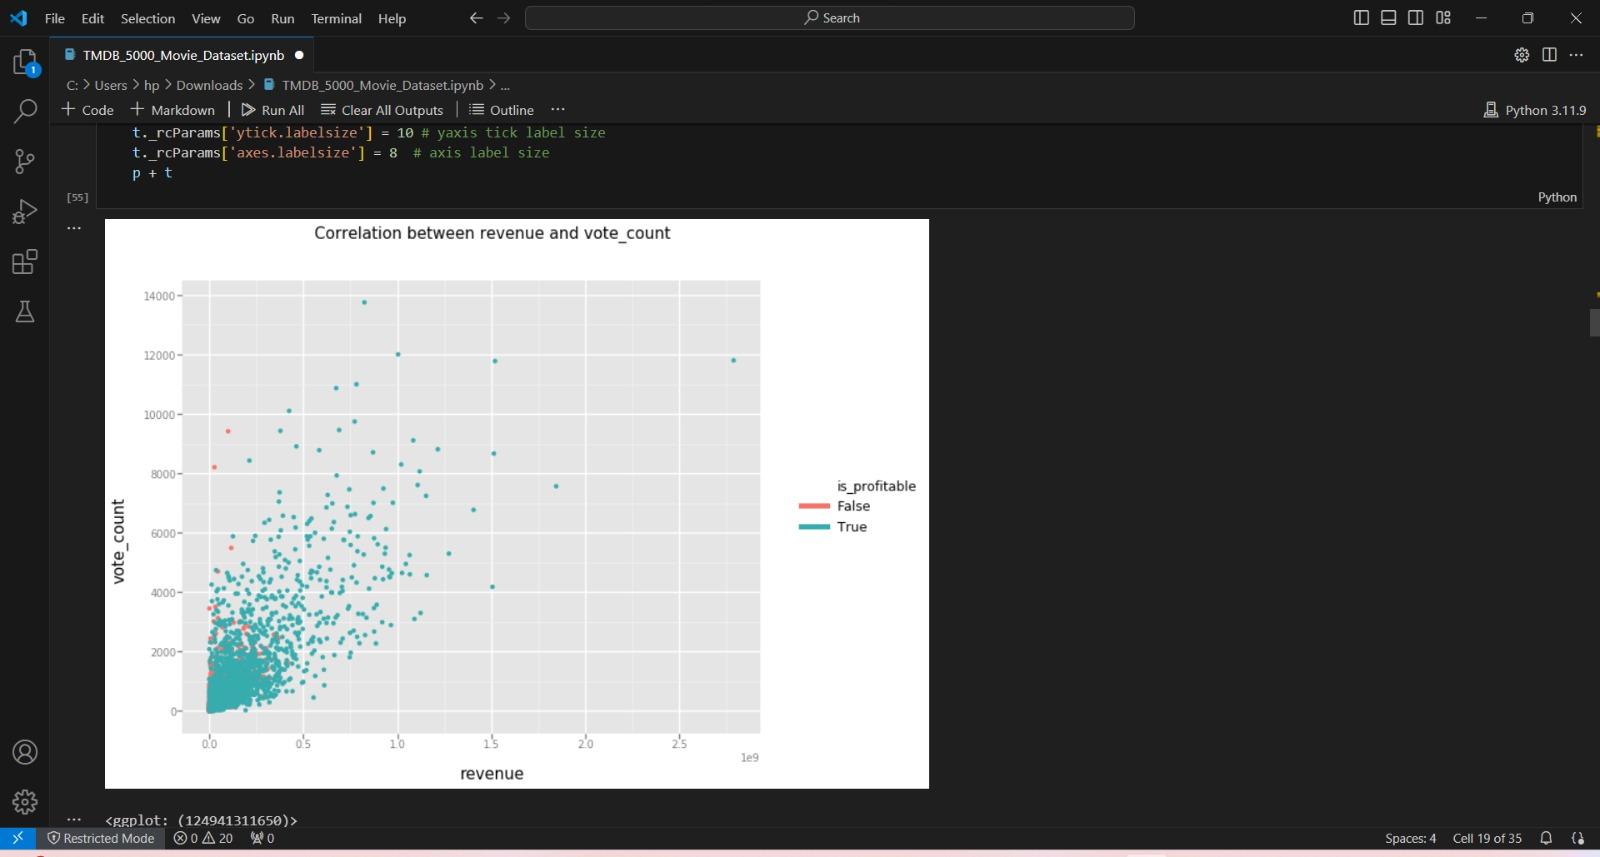 File Edit Selection View Go Run Terminal Help Search
TMDB_5000_Movie_Dataset.ipynb
1
C: > Users > hp > Downloads > TMDB_5000_Movie_Dataset.ipynb > ...
+ Code + Markdown | Run All Clear All Outputs | Outline ... Python 3.11.9
t._rcParams['ytick.labelsize'] = 10 # yaxis tick label size
t._rcParams['axes.labelsize'] = 8 # axis label size
p + t
[55] Python
Correlation between revenue and vote_count
14000
12000
10000
8000
6000
4000
2000
0
vote_count
is_profitable
False
True
0.0 0.5 1.0 1.5 2.0 2.5
1e9
revenue
<ggplot: (124941311650)>
Restricted Mode 0 20 0 Spaces: 4 Cell 19 of 35